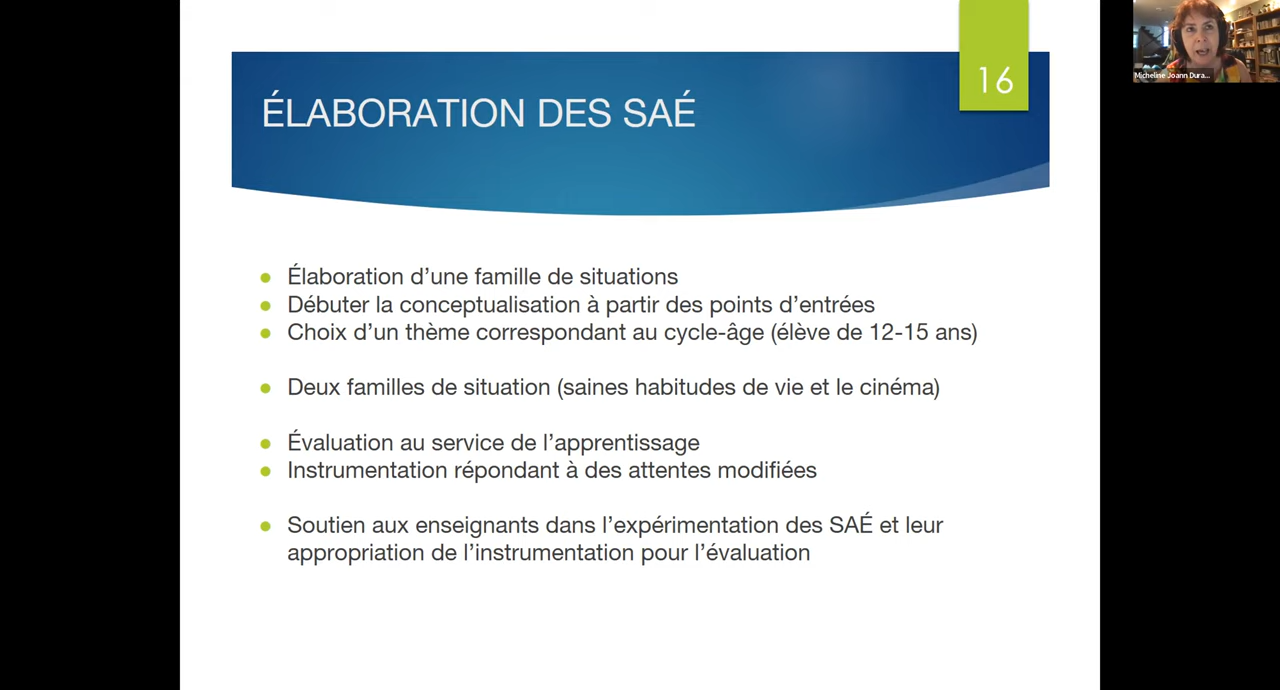 16
ÉLABORATION DES SAÉ
Micheline Joann Dura...
Élaboration d’une famille de situations
Débuter la conceptualisation à partir des points d’entrées
Choix d’un thème correspondant au cycle-âge (élève de 12-15 ans)
Deux familles de situation (saines habitudes de vie et le cinéma)
Évaluation au service de l’apprentissage
Instrumentation répondant à des attentes modifiées
Soutien aux enseignants dans l’expérimentation des SAÉ et leur
appropriation de l’instrumentation pour l’évaluation